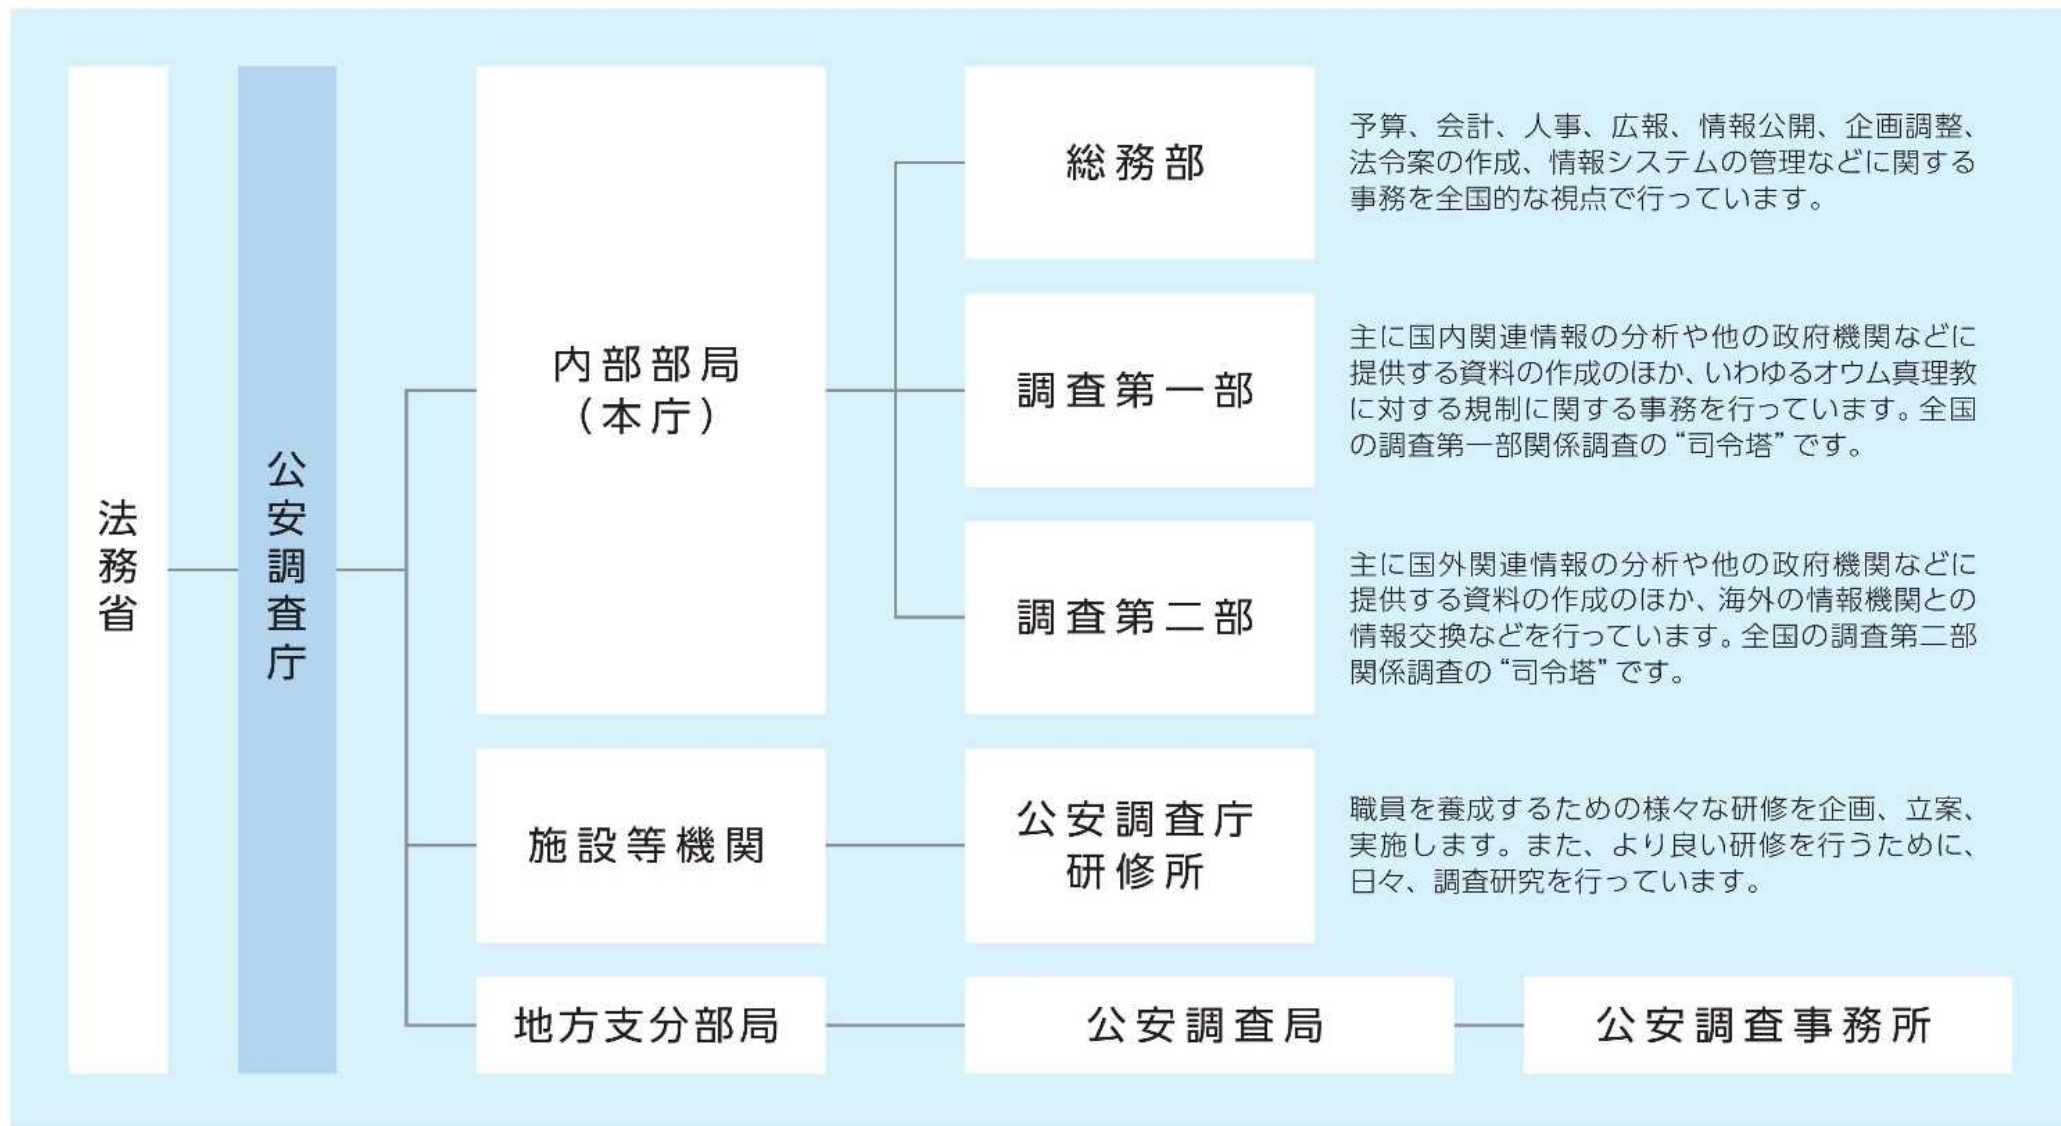 法務省
公安調査庁
内部部局
（本庁）
総務部
予算、会計、人事、広報、情報公開、企画調整、
法令案の作成、情報システムの管理などに関する
事務を全国的な視点で行っています。
調査第一部
主に国内関連情報の分析や他の政府機関などに
提供する資料の作成のほか、いわゆるオウム真理教
に対する規制に関する事務を行っています。全国
の調査第一部関係調査の“司令塔”です。
調査第二部
主に国外関連情報の分析や他の政府機関などに
提供する資料の作成のほか、海外の情報機関との
情報交換などを行っています。全国の調査第二部
関係調査の“司令塔”です。
施設等機関
公安調査庁
研修所
職員を養成するための様々な研修を企画、立案、
実施します。また、より良い研修を行うために、
日々、調査研究を行っています。
地方支分部局
公安調査局
公安調査事務所